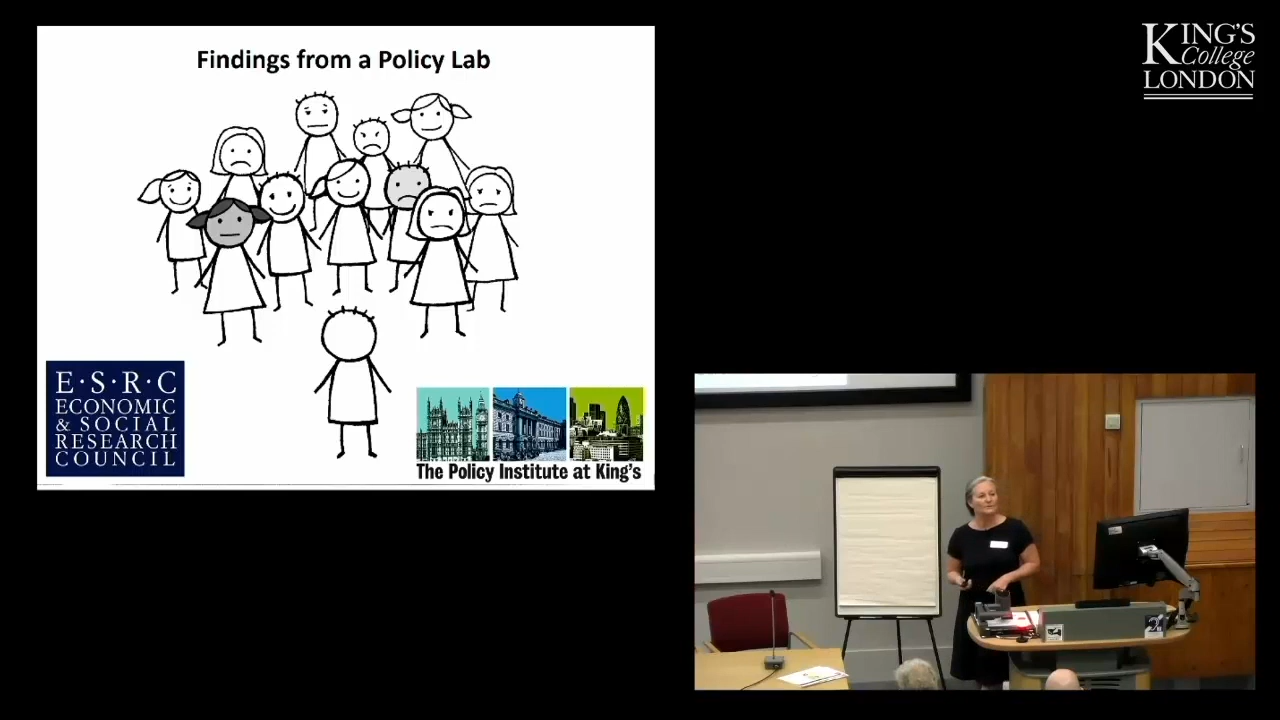 Findings from a Policy Lab
E·S·R·C
ECONOMIC
& SOCIAL
RESEARCH
COUNCIL
The Policy Institute at King's
KING'S
College
LONDON